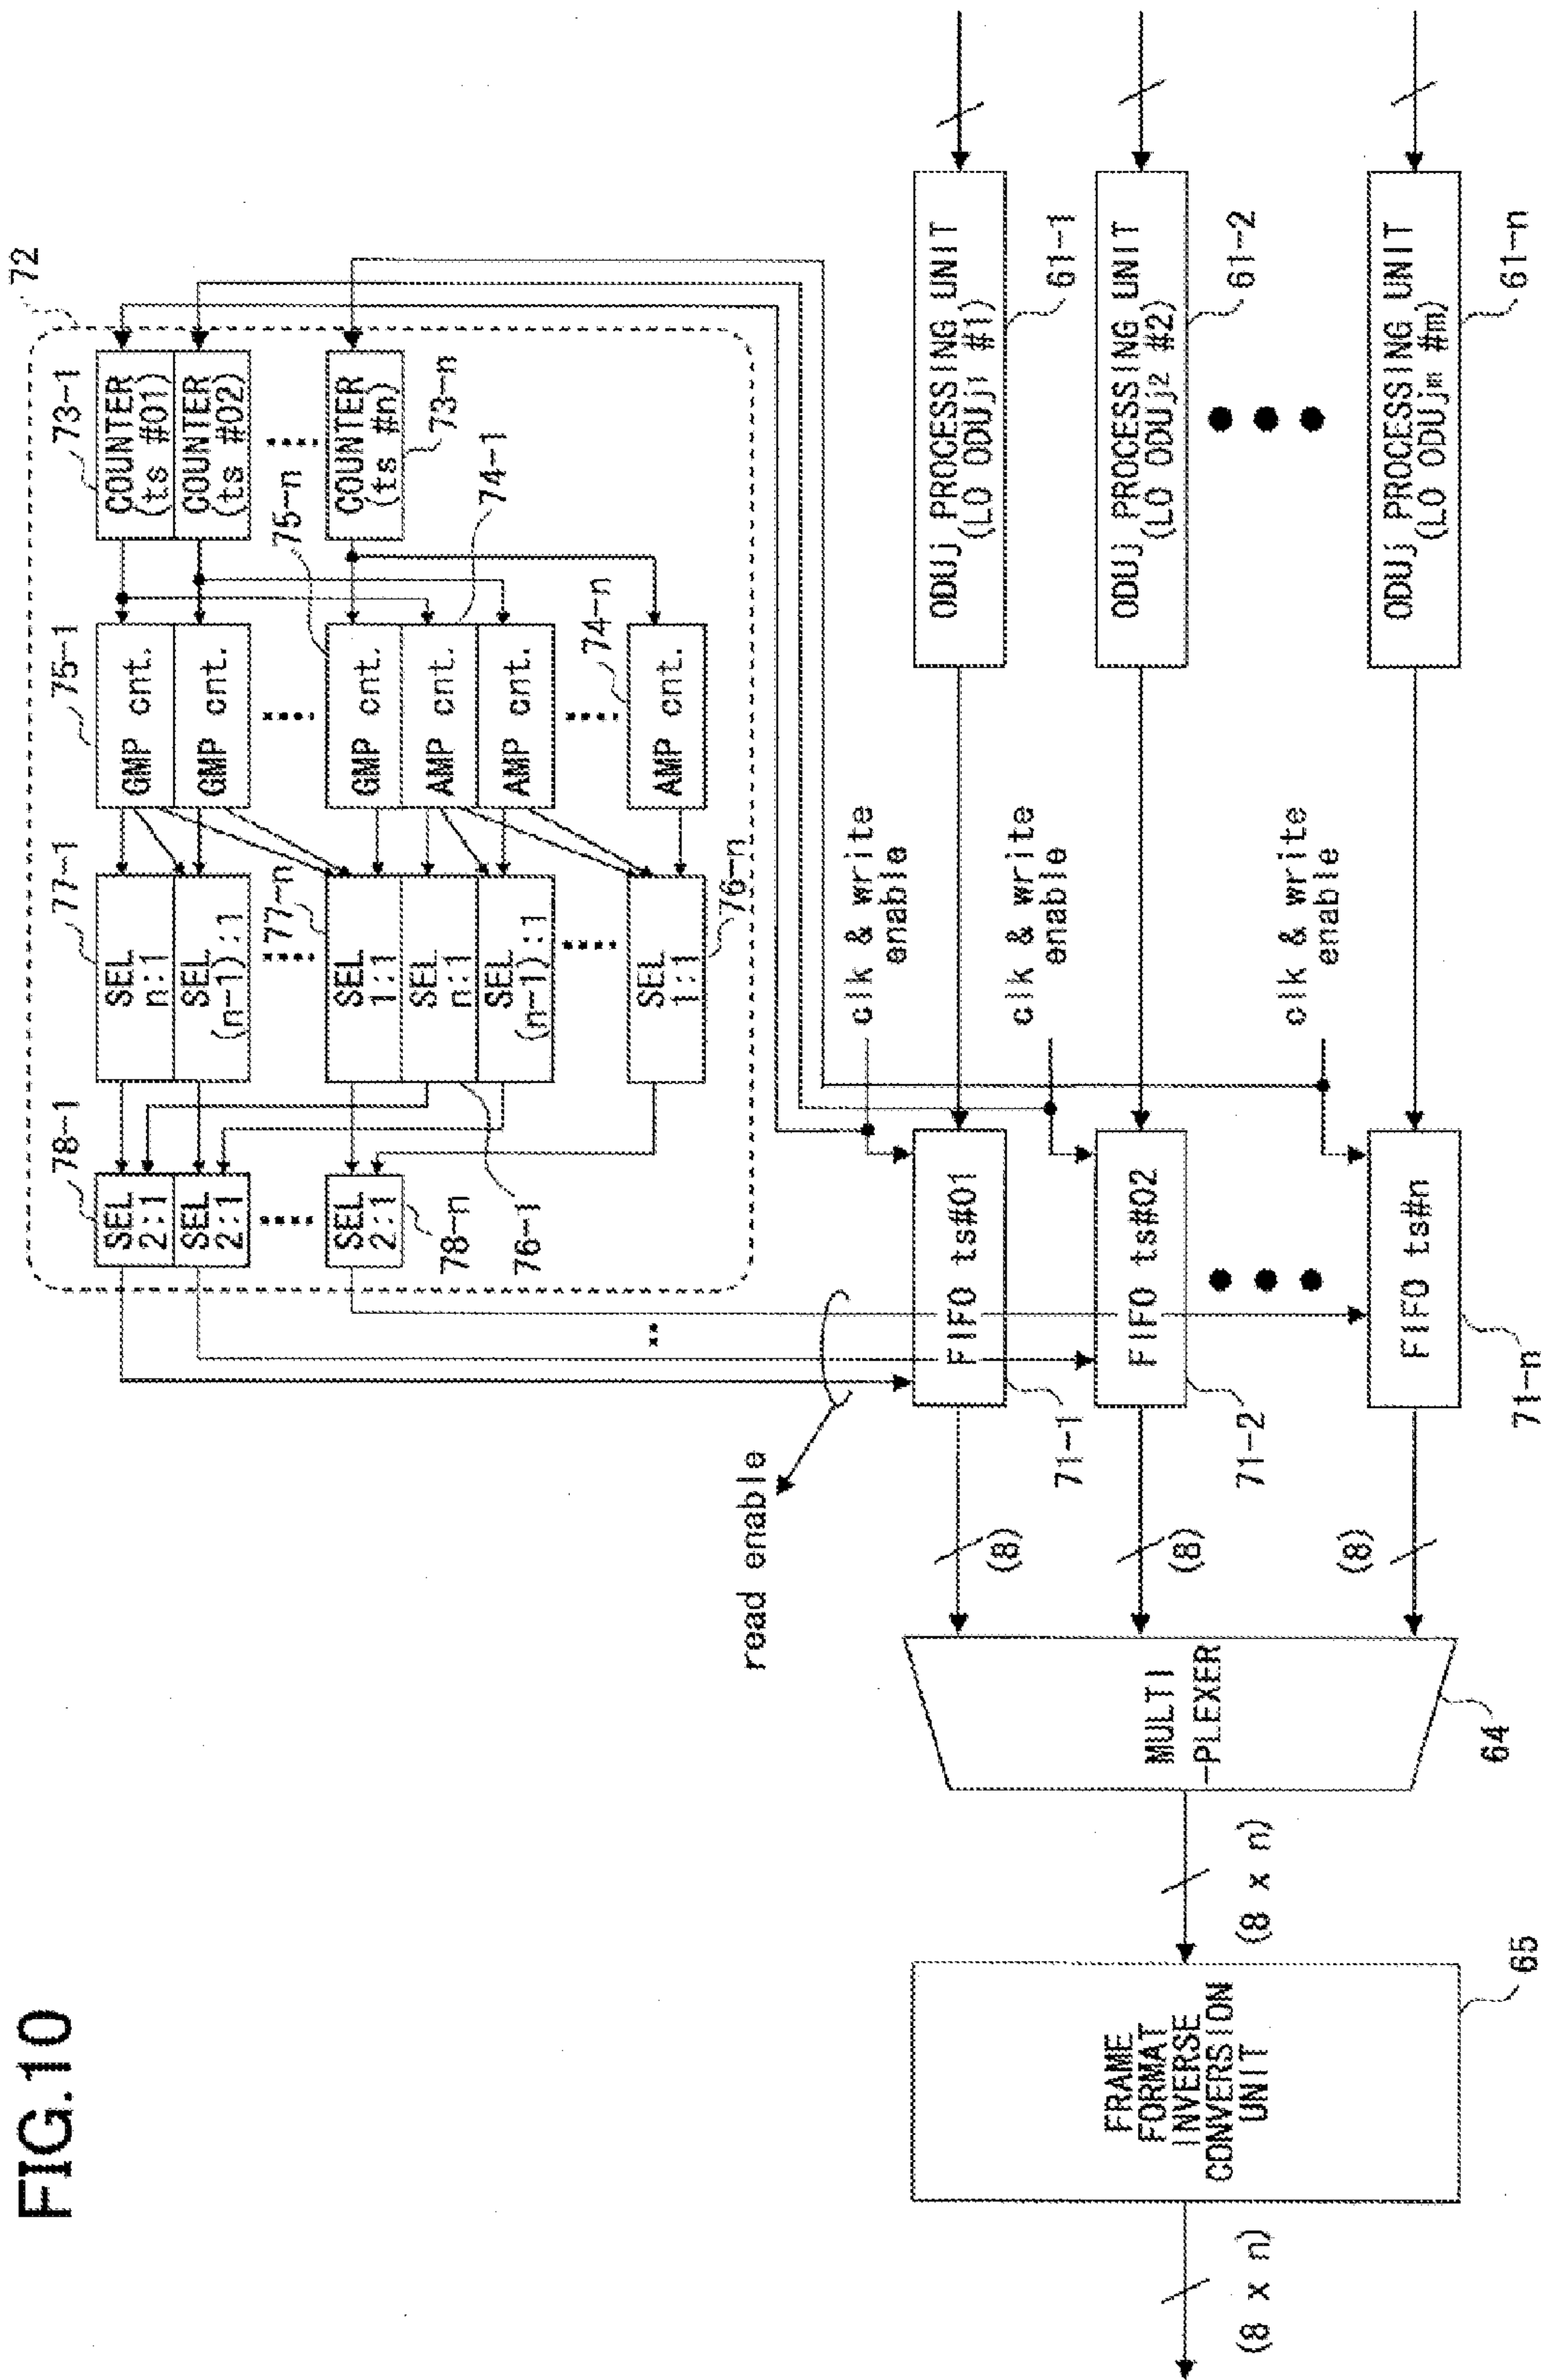 FIG.10
72
73-1
COUNTER
(ts #01)
COUNTER
(ts #02)
COUNTER
(ts #n)
73-n
75-1
GMP cnt.
GMP cnt.
75-n
GMP cnt.
74-1
AMP cnt.
AMP cnt.
74-n
AMP cnt.
77-1
SEL
n:1
SEL
(n-1):1
77-n
SEL
1:1
SEL
n:1
SEL
(n-1):1
SEL
1:1
76-n
76-1
78-1
SEL
2:1
SEL
2:1
SEL
2:1
78-n
read enable
clk & write
enable
clk & write
enable
clk & write
enable
ODUj PROCESSING UNIT
(LO ODUj1 #1)
61-1
ODUj PROCESSING UNIT
(LO ODUj2 #2)
61-2
ODUj PROCESSING UNIT
(LO ODUjm #m)
61-n
FIFO ts#01
71-1
FIFO ts#02
71-2
FIFO ts#n
71-n
(8)
(8)
(8)
MULTI
-PLEXER
64
(8 x n)
FRAME
FORMAT
INVERSE
CONVERSION
UNIT
65
(8 x n)